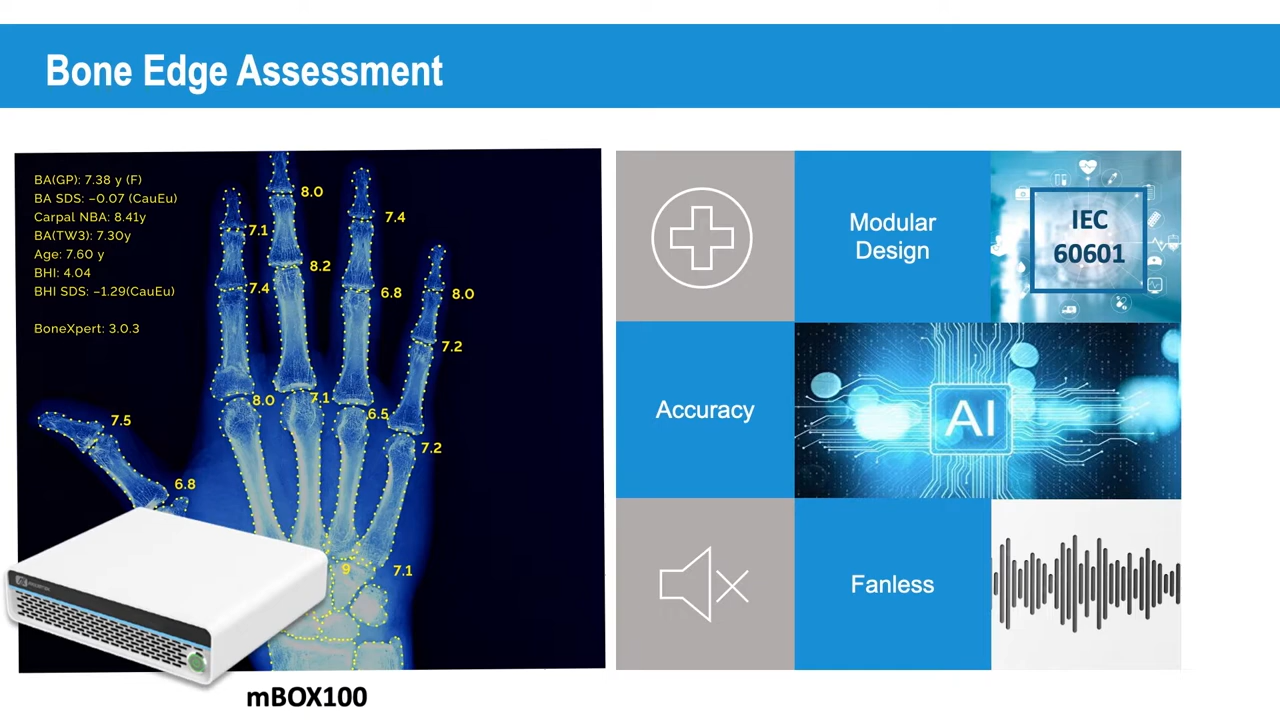 Bone Edge Assessment
BA(GP): 7.38 y (F)
BA SDS: –0.07 (CauEu)
Carpal NBA: 8.41y
BA(TW3): 7.30y
Age: 7.60 y
BHI: 4.04
BHI SDS: –1.29(CauEu)
BoneXpert: 3.0.3
8.0
7.1
7.4
8.2
7.4
6.8
8.0
7.2
8.0
7.1
6.5
7.5
7.2
6.8
9
7.1
mBOX100
Modular
Design
IEC
60601
Accuracy
AI
Fanless